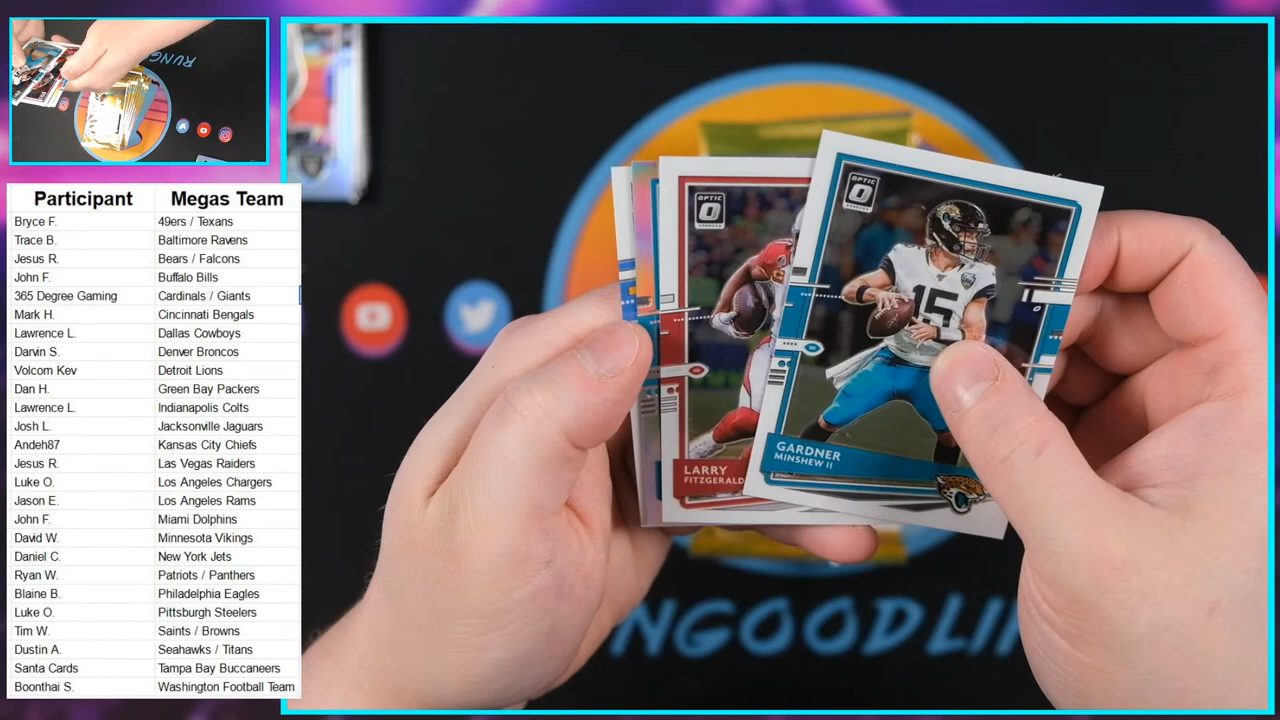 RUNG
Participant Megas Team
Bryce F. 49ers / Texans
Trace B. Baltimore Ravens
Jesus R. Bears / Falcons
John F. Buffalo Bills
365 Degree Gaming Cardinals / Giants
Mark H. Cincinnati Bengals
Lawrence L. Dallas Cowboys
Darvin S. Denver Broncos
Volcom Kev Detroit Lions
Dan H. Green Bay Packers
Lawrence L. Indianapolis Colts
Josh L. Jacksonville Jaguars
Andeh87 Kansas City Chiefs
Jesus R. Las Vegas Raiders
Luke O. Los Angeles Chargers
Jason E. Los Angeles Rams
John F. Miami Dolphins
David W. Minnesota Vikings
Daniel C. New York Jets
Ryan W. Patriots / Panthers
Blaine B. Philadelphia Eagles
Luke O. Pittsburgh Steelers
Tim W. Saints / Browns
Dustin A. Seahawks / Titans
Santa Cards Tampa Bay Buccaneers
Boonthai S. Washington Football Team
OPTIC
DONRUSS
LARRY
FITZGERALD
OPTIC
DONRUSS
15
GARDNER
MINSHEW II
NGOODLI